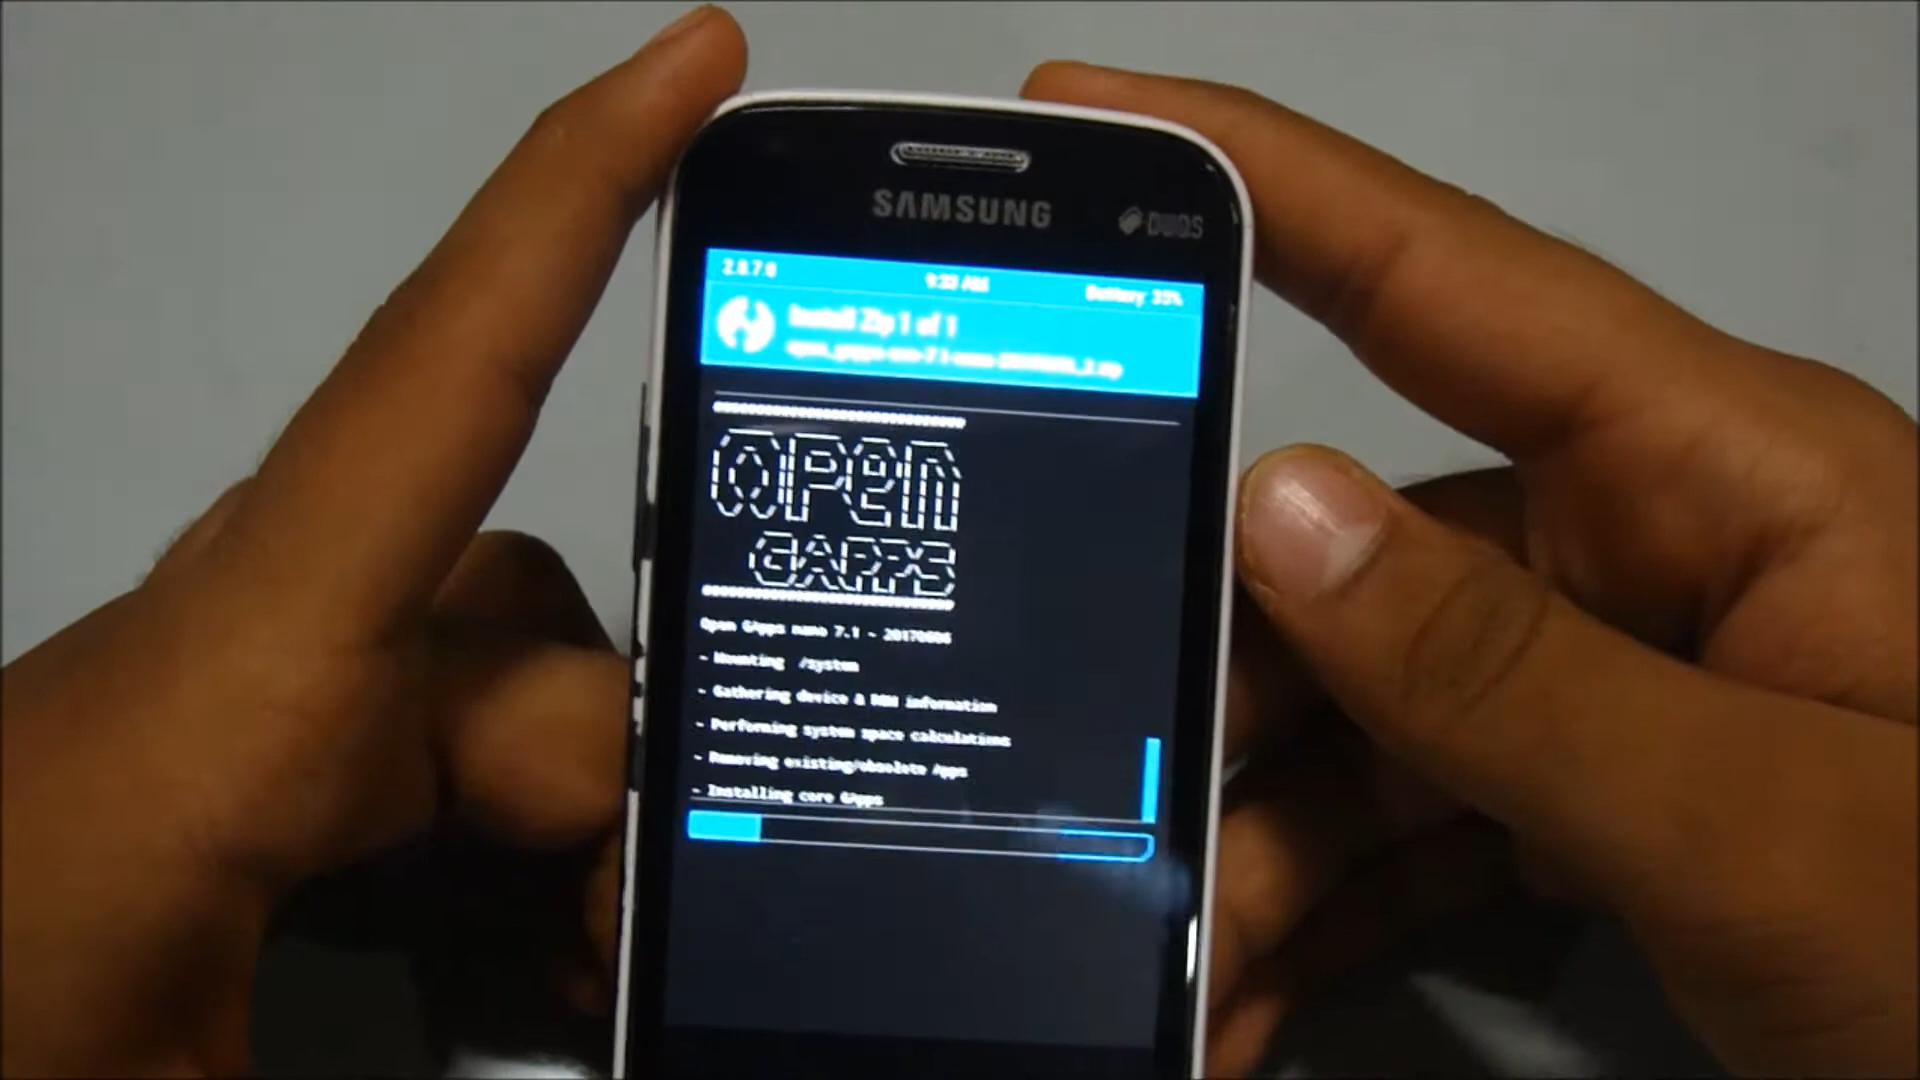 SAMSUNG
DUOS
2.8.7.0
9:33 AM
Battery 33%
Install Zip 1 of 1
OPEN
GAPPS
Open GApps nano 7.1 - 20170606
- Mounting /system
- Gathering device & ROM information
- Performing system space calculations
- Removing existing/obsolete Apps
- Installing core GApps